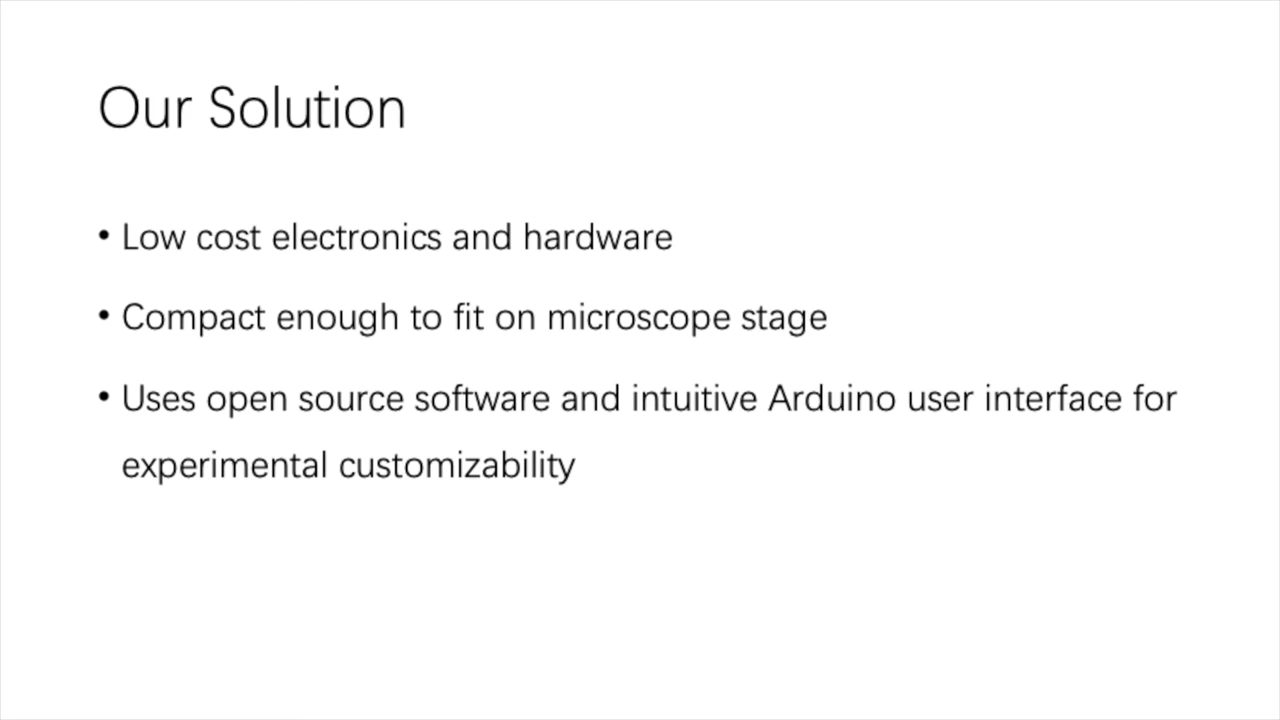 Our Solution
• Low cost electronics and hardware
• Compact enough to fit on microscope stage
• Uses open source software and intuitive Arduino user interface for
experimental customizability